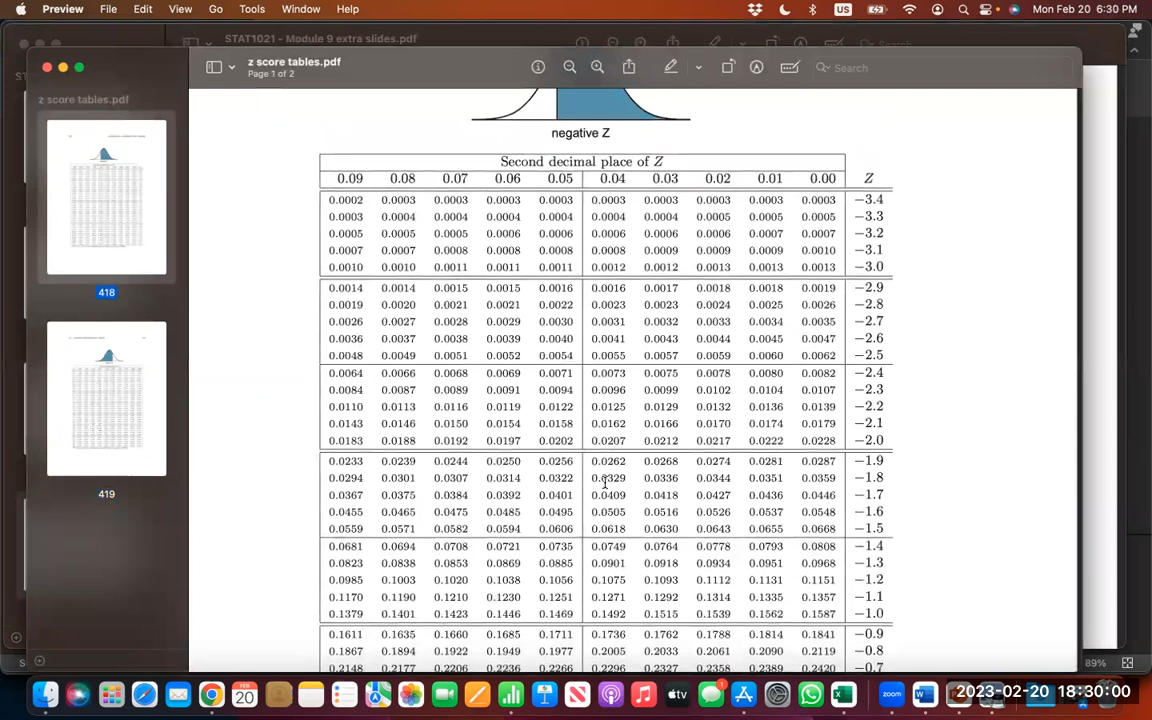 Preview File Edit View Go Tools Window Help US Mon Feb 20 6:30 PM
STAT1021 - Module 9 extra slides.pdf
z score tables.pdf
Page 1 of 2
Search
z score tables.pdf
418
419
negative Z
Second decimal place of Z
0.09 0.08 0.07 0.06 0.05 0.04 0.03 0.02 0.01 0.00 Z
0.0002 0.0003 0.0003 0.0003 0.0003 0.0003 0.0003 0.0003 0.0003 0.0003 −3.4
0.0003 0.0004 0.0004 0.0004 0.0004 0.0004 0.0004 0.0005 0.0005 0.0005 −3.3
0.0005 0.0005 0.0005 0.0006 0.0006 0.0006 0.0006 0.0006 0.0007 0.0007 −3.2
0.0007 0.0007 0.0008 0.0008 0.0008 0.0008 0.0009 0.0009 0.0009 0.0010 −3.1
0.0010 0.0010 0.0011 0.0011 0.0011 0.0012 0.0012 0.0013 0.0013 0.0013 −3.0
0.0014 0.0014 0.0015 0.0015 0.0016 0.0016 0.0017 0.0018 0.0018 0.0019 −2.9
0.0019 0.0020 0.0021 0.0021 0.0022 0.0023 0.0023 0.0024 0.0025 0.0026 −2.8
0.0026 0.0027 0.0028 0.0029 0.0030 0.0031 0.0032 0.0033 0.0034 0.0035 −2.7
0.0036 0.0037 0.0038 0.0039 0.0040 0.0041 0.0043 0.0044 0.0045 0.0047 −2.6
0.0048 0.0049 0.0051 0.0052 0.0054 0.0055 0.0057 0.0059 0.0060 0.0062 −2.5
0.0064 0.0066 0.0068 0.0069 0.0071 0.0073 0.0075 0.0078 0.0080 0.0082 −2.4
0.0084 0.0087 0.0089 0.0091 0.0094 0.0096 0.0099 0.0102 0.0104 0.0107 −2.3
0.0110 0.0113 0.0116 0.0119 0.0122 0.0125 0.0129 0.0132 0.0136 0.0139 −2.2
0.0143 0.0146 0.0150 0.0154 0.0158 0.0162 0.0166 0.0170 0.0174 0.0179 −2.1
0.0183 0.0188 0.0192 0.0197 0.0202 0.0207 0.0212 0.0217 0.0222 0.0228 −2.0
0.0233 0.0239 0.0244 0.0250 0.0256 0.0262 0.0268 0.0274 0.0281 0.0287 −1.9
0.0294 0.0301 0.0307 0.0314 0.0322 0.0329 0.0336 0.0344 0.0351 0.0359 −1.8
0.0367 0.0375 0.0384 0.0392 0.0401 0.0409 0.0418 0.0427 0.0436 0.0446 −1.7
0.0455 0.0465 0.0475 0.0485 0.0495 0.0505 0.0516 0.0526 0.0537 0.0548 −1.6
0.0559 0.0571 0.0582 0.0594 0.0606 0.0618 0.0630 0.0643 0.0655 0.0668 −1.5
0.0681 0.0694 0.0708 0.0721 0.0735 0.0749 0.0764 0.0778 0.0793 0.0808 −1.4
0.0823 0.0838 0.0853 0.0869 0.0885 0.0901 0.0918 0.0934 0.0951 0.0968 −1.3
0.0985 0.1003 0.1020 0.1038 0.1056 0.1075 0.1093 0.1112 0.1131 0.1151 −1.2
0.1170 0.1190 0.1210 0.1230 0.1251 0.1271 0.1292 0.1314 0.1335 0.1357 −1.1
0.1379 0.1401 0.1423 0.1446 0.1469 0.1492 0.1515 0.1539 0.1562 0.1587 −1.0
0.1611 0.1635 0.1660 0.1685 0.1711 0.1736 0.1762 0.1788 0.1814 0.1841 −0.9
0.1867 0.1894 0.1922 0.1949 0.1977 0.2005 0.2033 0.2061 0.2090 0.2119 −0.8
0.2148 0.2177 0.2206 0.2236 0.2266 0.2296 0.2327 0.2358 0.2389 0.2420 −0.7
89%
FEB
20
tv
1
zoom
2023-02-20 18:30:00